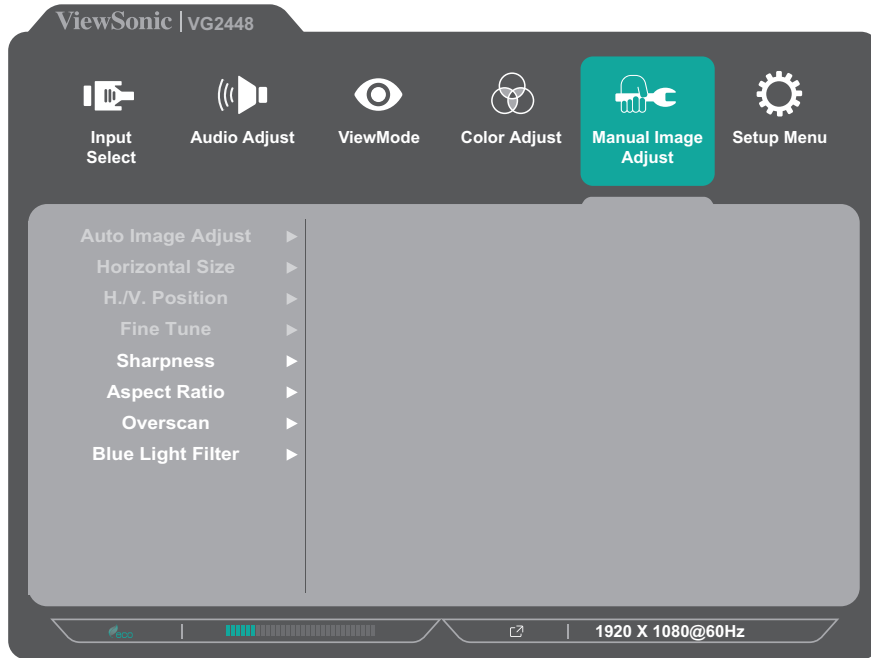 ViewSonic | VG2448
Input
Select
Audio Adjust
ViewMode
Color Adjust
Manual Image
Adjust
Setup Menu
Auto Image Adjust
Horizontal Size
H./V. Position
Fine Tune
Sharpness
Aspect Ratio
Overscan
Blue Light Filter
eco
1920 X 1080@60Hz